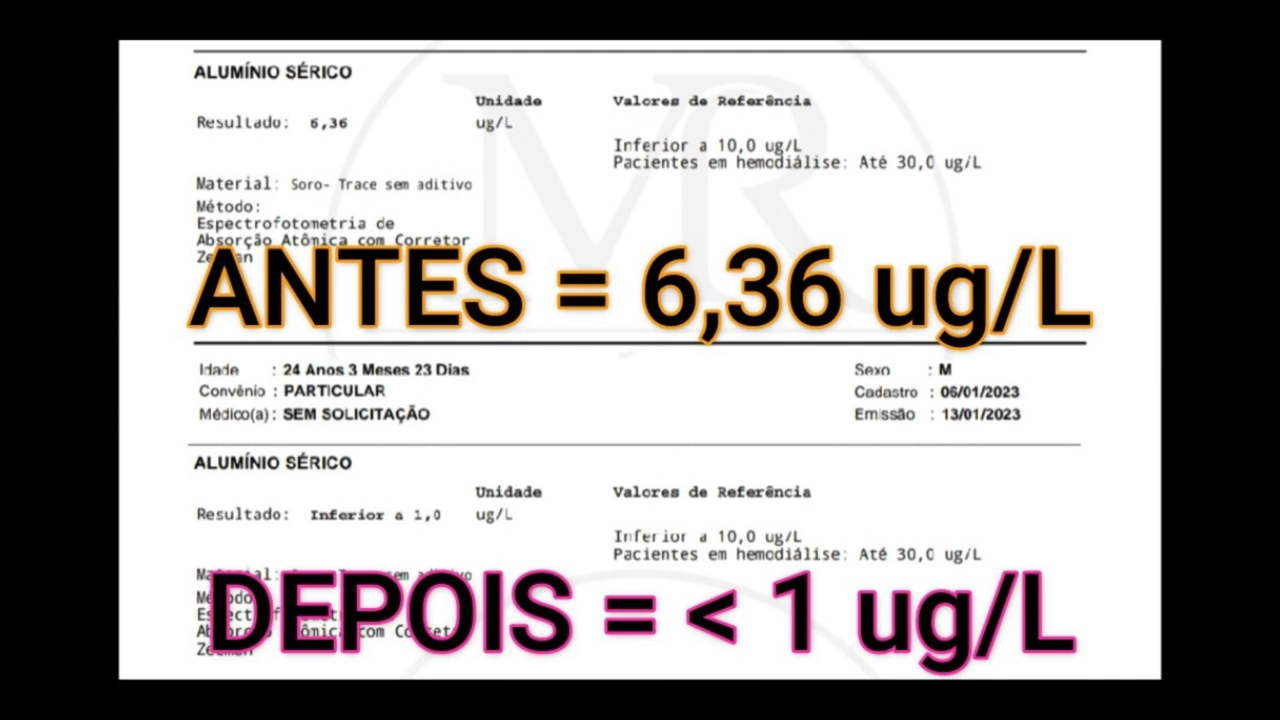 ALUMÍNIO SÉRICO
Unidade Valores de Referência
Resultado: 6,36 ug/L
Inferior a 10,0 ug/L
Pacientes em hemodiálise: Até 30,0 ug/L
Material: Soro- Trace sem aditivo
Método:
Espectrofotometria de
Absorção Atômica com Corretor
ANTES = 6,36 ug/L
Idade : 24 Anos 3 Meses 23 Dias Sexo : M
Convênio : PARTICULAR Cadastro : 06/01/2023
Médico(a) : SEM SOLICITAÇÃO Emissão : 13/01/2023
ALUMÍNIO SÉRICO
Unidade Valores de Referência
Resultado: Inferior a 1,0 ug/L
Inferior a 10,0 ug/L
Pacientes em hemodiálise: Até 30,0 ug/L
DEPOIS = < 1 ug/L